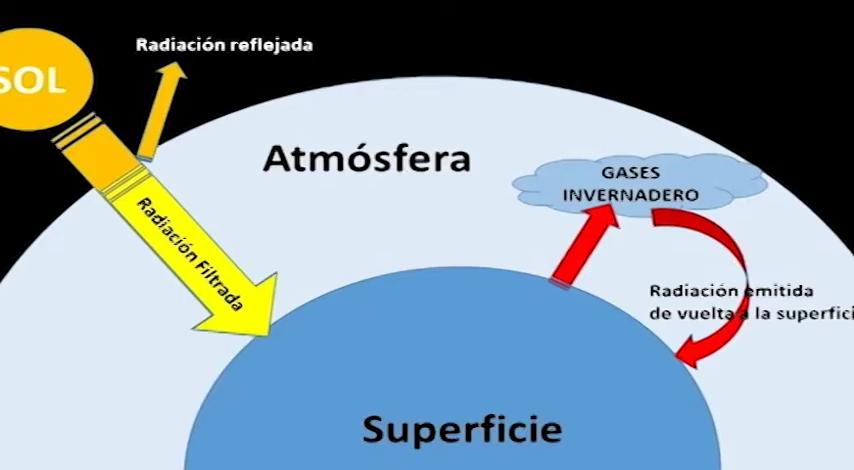 SOL
Radiación reflejada
Atmósfera
GASES
INVERNADERO
Radiación Filtrada
Radiación emitida
de vuelta a la superfici
Superficie